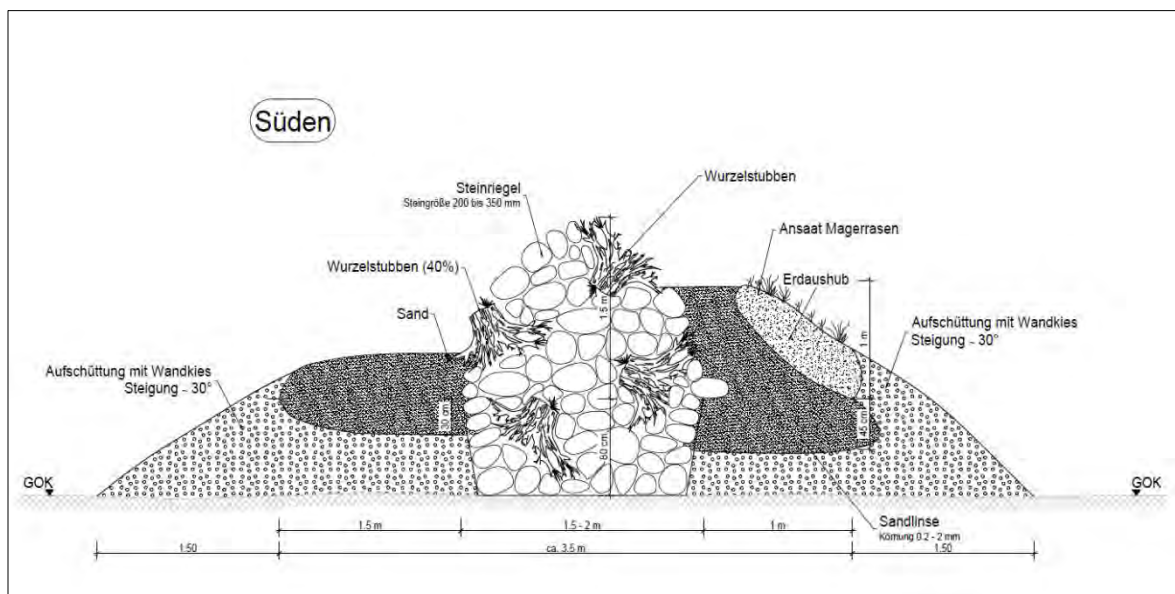 Süden
Wurzelstubben
Steinriegel
Steingröße 200 bis 350 mm
Ansaat Magerrasen
Wurzelstubben (40%)
Erdaushub
Sand
Aufschüttung mit Wandkies
Steigung ~ 30°
Aufschüttung mit Wandkies
Steigung ~ 30°
1.5 m
1 m
30 cm
45 cm
80 cm
GOK
GOK
1.5 m
1.5 - 2 m
1 m
Sandlinse
Körnung 0.2 - 2 mm
1.50
ca. 3.5 m
1.50